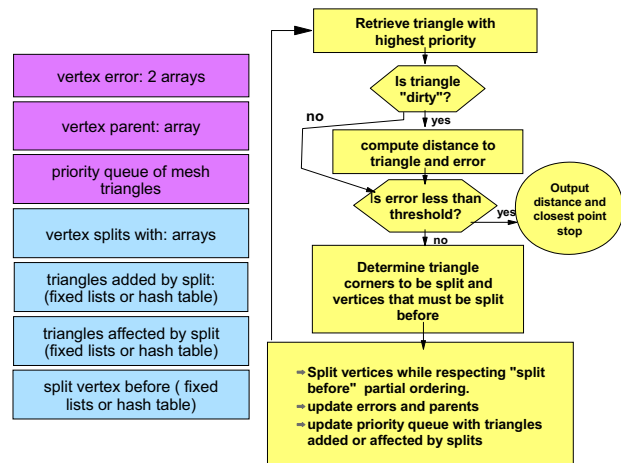 vertex error: 2 arrays
vertex parent: array
priority queue of mesh
triangles
vertex splits with: arrays
triangles added by split:
(fixed lists or hash table)
triangles affected by split
(fixed lists or hash table)
split vertex before ( fixed
lists or hash table)
Retrieve triangle with
highest priority
Is triangle
"dirty"?
no
yes
compute distance to
triangle and error
Is error less than
threshold?
yes
Output
distance and
closest point
stop
no
Determine triangle
corners to be split and
vertices that must be split
before
⇒ Split vertices while respecting "split
before" partial ordering.
⇒ update errors and parents
⇒ update priority queue with triangles
added or affected by splits